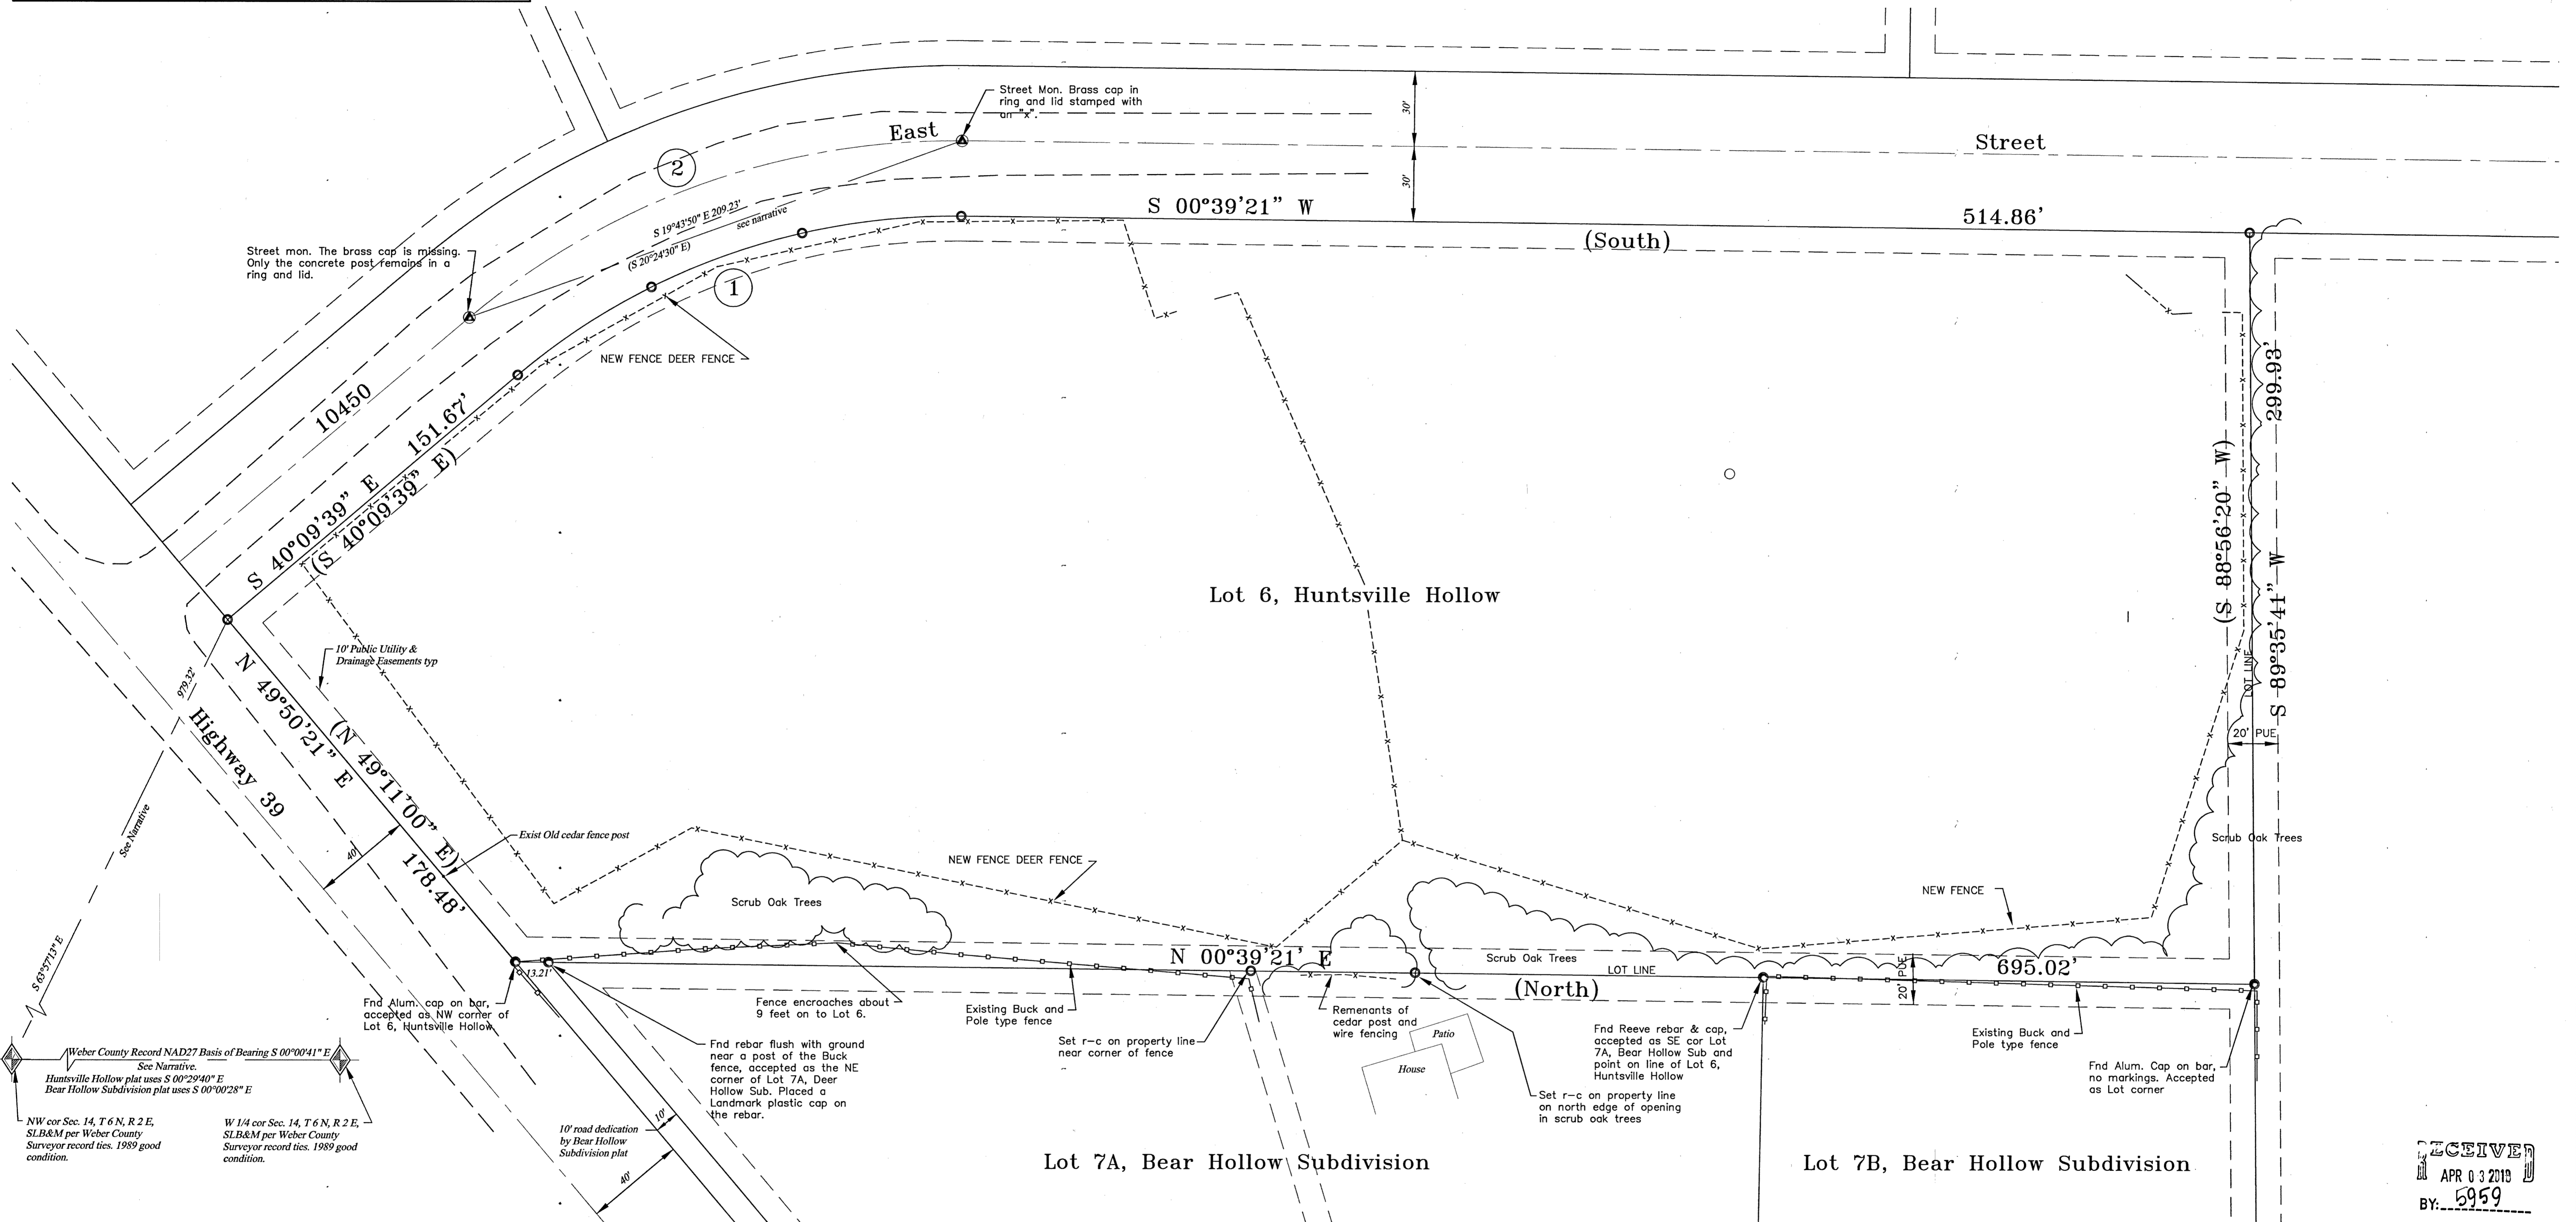 Street Mon. Brass cap in
ring and lid stamped with
an "x".
30'
30'
East
Street
2
S 19°43'50" E 209.23'
see narrative
(S 20°24'30" E)
S 00°39'21" W
514.86'
(South)
Street mon. The brass cap is missing.
Only the concrete post remains in a
ring and lid.
1
NEW FENCE DEER FENCE
10450
S 40°09'39" E 151.67'
(S 40°09'39" E)
299.93'
(S 88°56'20" W)
S 89°35'41" W
LOT LINE
20' PUE
Lot 6, Huntsville Hollow
10' Public Utility &
Drainage Easements typ
979.32'
N 49°50'21" E
(N 49°11'00" E)
178.48'
Highway 39
40'
See Narrative
S 63°57'13" E
Exist Old cedar fence post
NEW FENCE DEER FENCE
Scrub Oak Trees
Scrub Oak Trees
NEW FENCE
Scrub Oak Trees
LOT LINE
20' PUE
N 00°39'21' E
695.02'
(North)
13.21'
Fnd Alum. cap on bar,
accepted as NW corner of
Lot 6, Huntsville Hollow
Fence encroaches about
9 feet on to Lot 6.
Existing Buck and
Pole type fence
Set r-c on property line
near corner of fence
Remenants of
cedar post and
wire fencing
Patio
House
Fnd Reeve rebar & cap,
accepted as SE cor Lot
7A, Bear Hollow Sub and
point on line of Lot 6,
Huntsville Hollow
Existing Buck and
Pole type fence
Fnd Alum. Cap on bar,
no markings. Accepted
as Lot corner
Fnd rebar flush with ground
near a post of the Buck
fence, accepted as the NE
corner of Lot 7A, Deer
Hollow Sub. Placed a
Landmark plastic cap on
the rebar.
Set r-c on property line
on north edge of opening
in scrub oak trees
Weber County Record NAD27 Basis of Bearing S 00°00'41" E
See Narrative.
Huntsville Hollow plat uses S 00°29'40" E
Bear Hollow Subdivision plat uses S 00°00'28" E
NW cor Sec. 14, T 6 N, R 2 E,
SLB&M per Weber County
Surveyor record ties. 1989 good
condition.
W 1/4 cor Sec. 14, T 6 N, R 2 E,
SLB&M per Weber County
Surveyor record ties. 1989 good
condition.
10' road dedication
by Bear Hollow
Subdivision plat
10'
40'
Lot 7A, Bear Hollow Subdivision
Lot 7B, Bear Hollow Subdivision
RECEIVED
APR 03 2019
BY: 5959